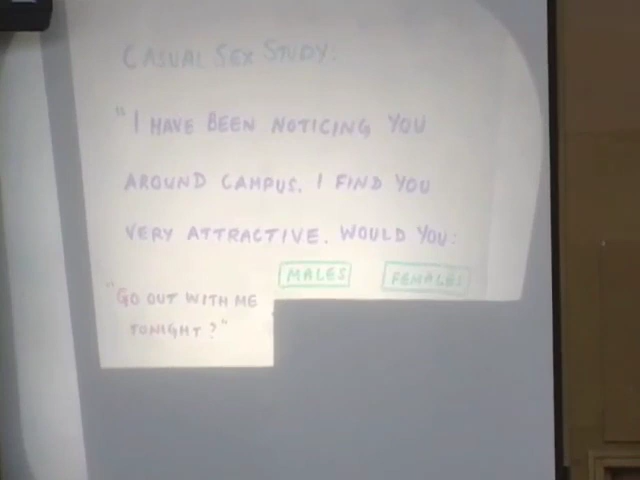 CASUAL SEX STUDY.
"I HAVE BEEN NOTICING YOU
AROUND CAMPUS. I FIND YOU
VERY ATTRACTIVE. WOULD YOU:
MALES FEMALES
"GO OUT WITH ME
TONIGHT?"